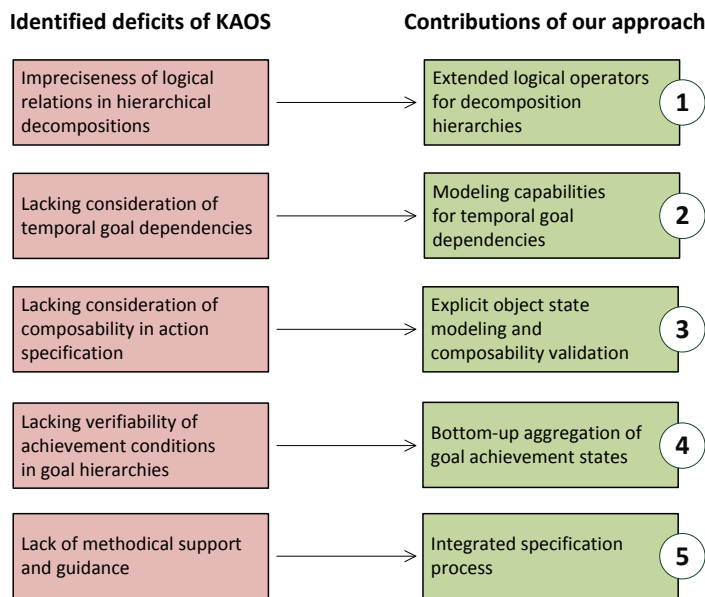 Identified deficits of KAOS
Contributions of our approach
Impreciseness of logical
relations in hierarchical
decompositions
Extended logical operators
for decomposition
hierarchies
1
Lacking consideration of
temporal goal dependencies
Modeling capabilities
for temporal goal
dependencies
2
Lacking consideration of
composability in action
specification
Explicit object state
modeling and
composability validation
3
Lacking verifiability of
achievement conditions
in goal hierarchies
Bottom-up aggregation of
goal achievement states
4
Lack of methodical support
and guidance
Integrated specification
process
5